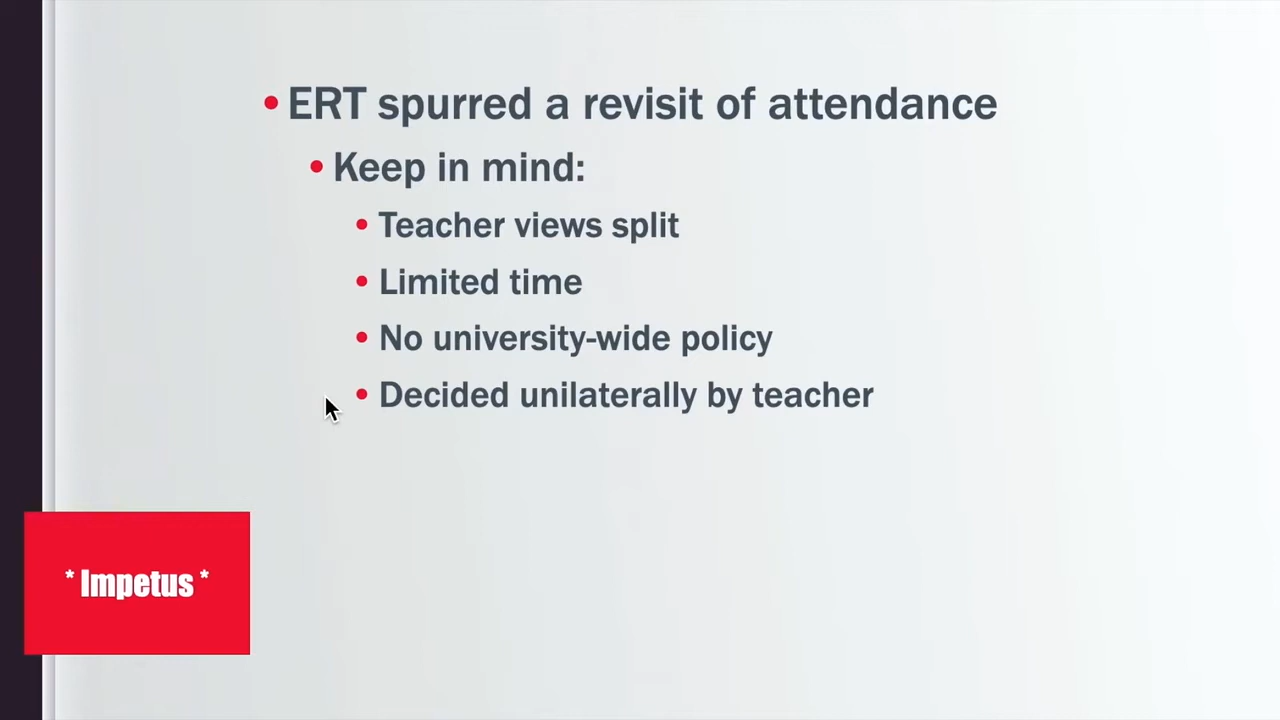 • ERT spurred a revisit of attendance
• Keep in mind:
• Teacher views split
• Limited time
• No university-wide policy
• Decided unilaterally by teacher
* Impetus *